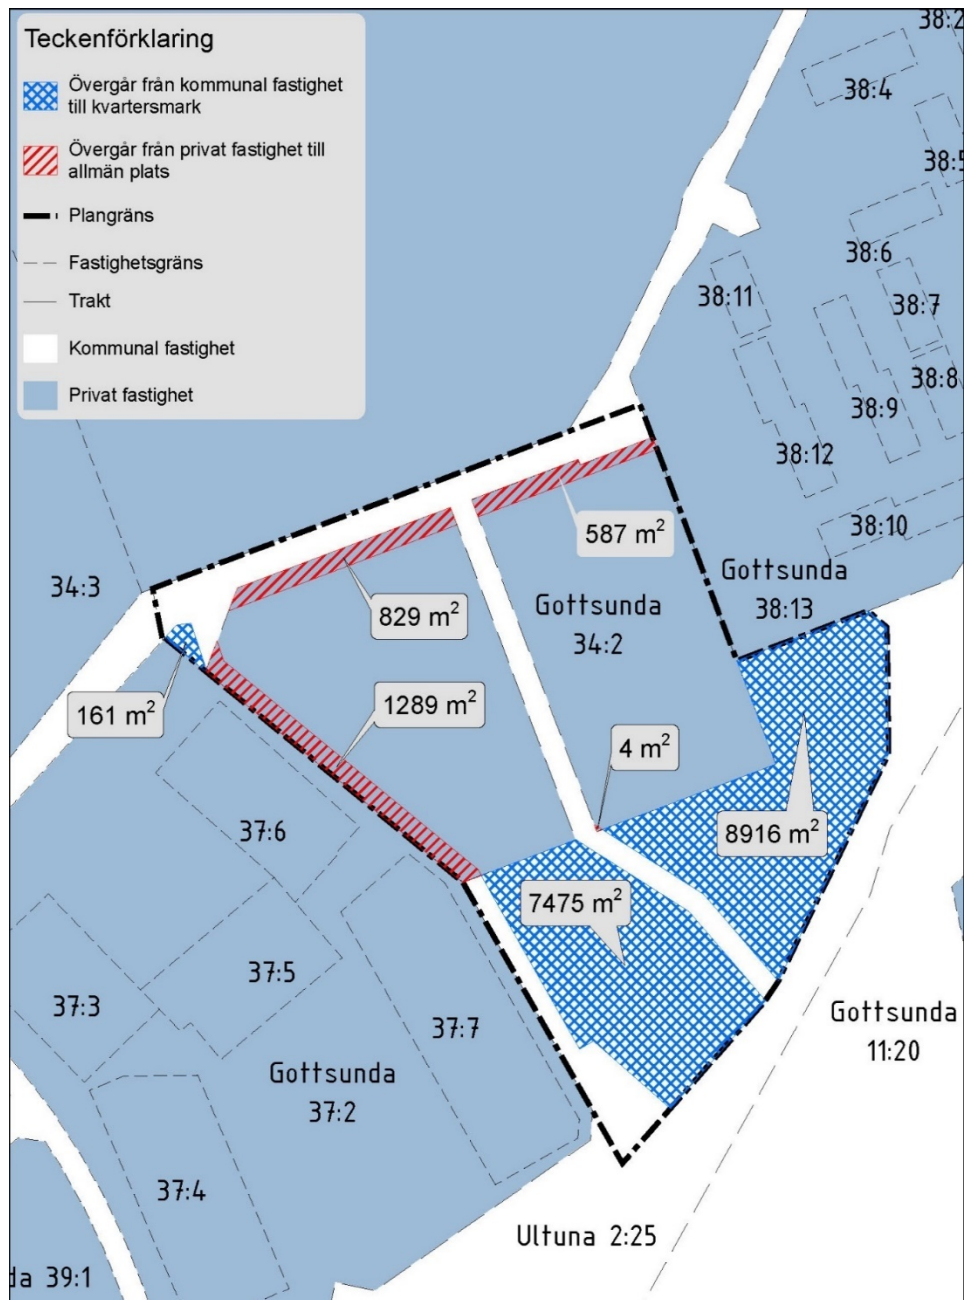 Teckenförklaring
Övergår från kommunal fastighet
till kvartersmark
Övergår från privat fastighet till
allmän plats
Plangräns
Fastighetsgräns
Trakt
Kommunal fastighet
Privat fastighet
38:2
38:4
38:5
38:6
38:11
38:7
38:8
38:9
38:12
38:10
587 m²
Gottsunda
38:13
34:3
829 m²
Gottsunda
34:2
161 m²
1289 m²
4 m²
37:6
8916 m²
7475 m²
37:5
37:3
37:7
Gottsunda
11:20
Gottsunda
37:2
37:4
Ultuna 2:25
da 39:1